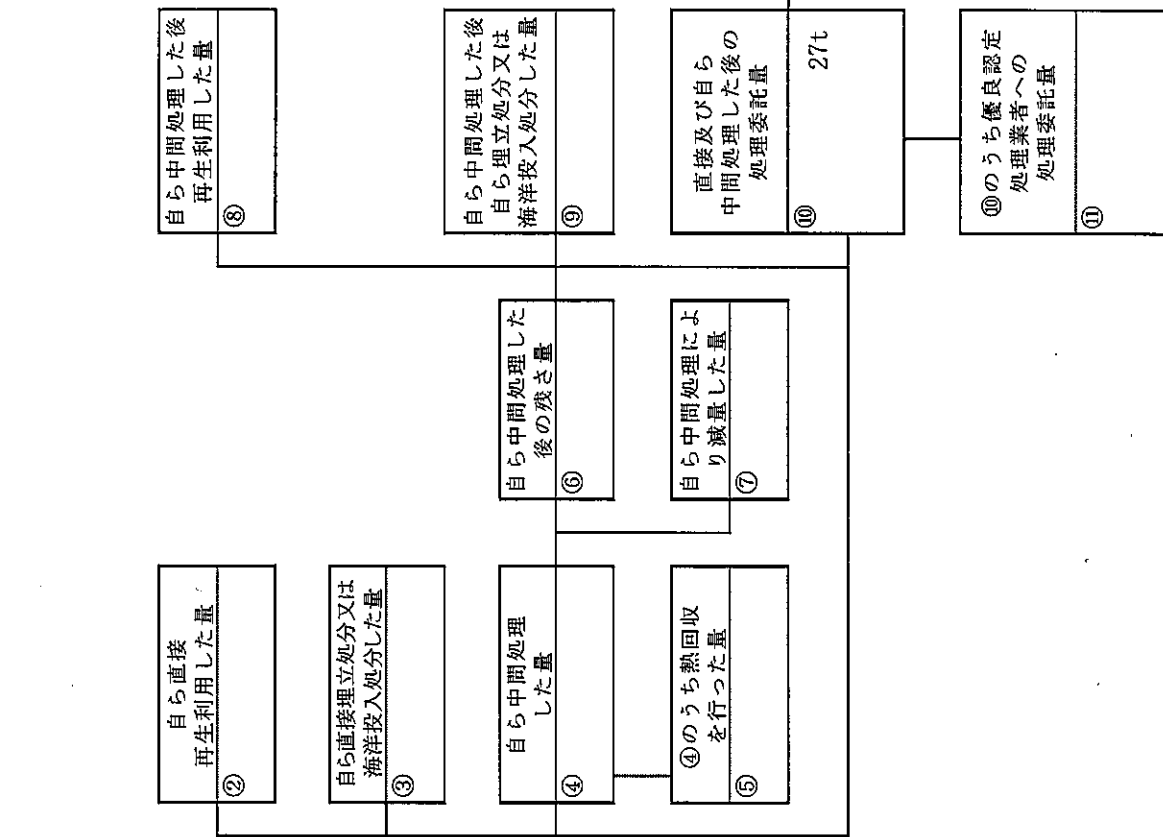 自ら直接
再生利用した量
②
自ら直接埋立処分又は
海洋投入処分した量
③
自ら中間処理
した量
④
④のうち熱回収
を行った量
⑤
自ら中間処理した
後の残さ量
⑥
自ら中間処理によ
り減量した量
⑦
自ら中間処理した後
再生利用した量
⑧
自ら中間処理した後
自ら埋立処分又は
海洋投入処分した量
⑨
直接及び自ら
中間処理した後の
処理委託量
⑩
27t
⑩のうち優良認定
処理業者への
処理委託量
⑪